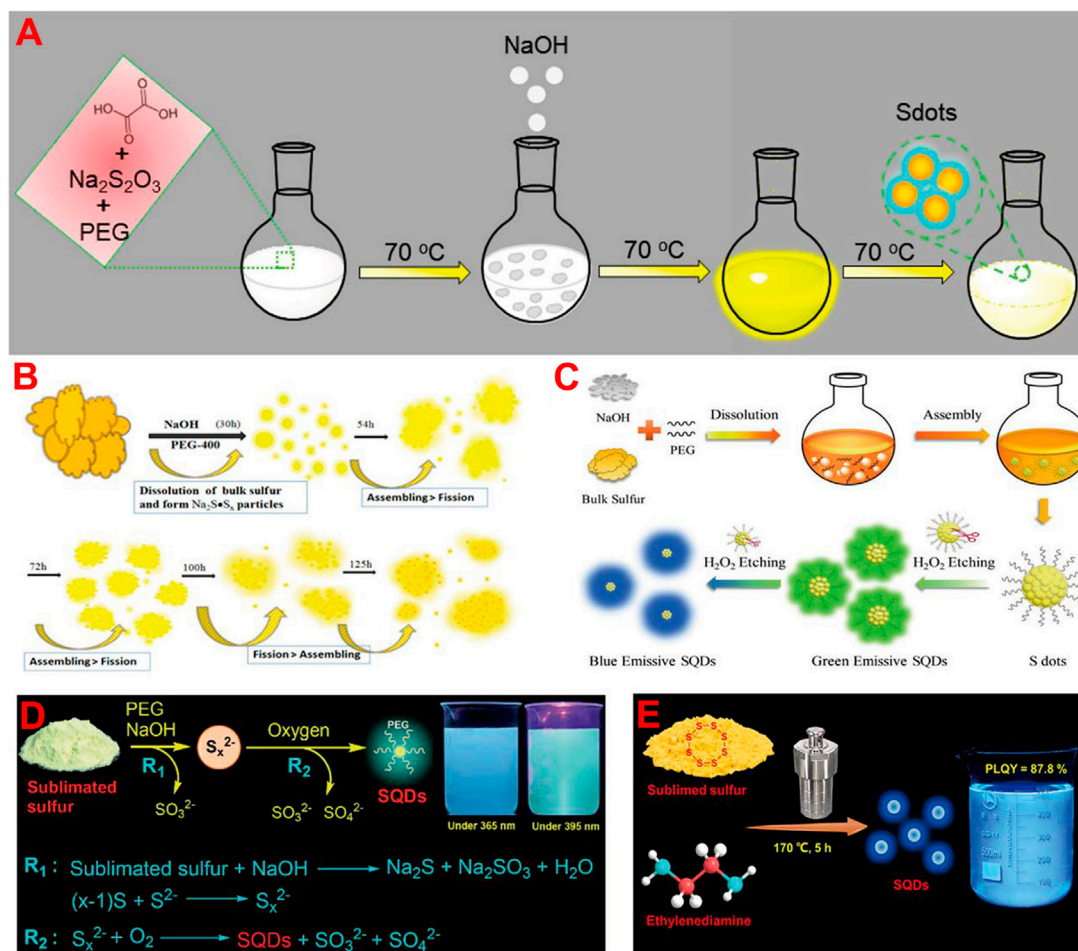 A
HO
O
O
OH
+
Na₂S₂O₃
+
PEG
70 ºC
NaOH
70 ºC
70 ºC
Sdots
B
NaOH (30h)
PEG-400
Dissolution of bulk sulfur
and form Na₂S•Sₓ particles
54h
Assembling> Fission
72h
Assembling> Fission
100h
Fission> Assembling
125h
C
NaOH
PEG
Bulk Sulfur
Dissolution
Assembly
H₂O₂ Etching
H₂O₂ Etching
Blue Emissive SQDs
Green Emissive SQDs
S dots
D
Sublimated
sulfur
PEG
NaOH
R₁
SO₃²⁻
Sₓ²⁻
Oxygen
R₂
SO₃²⁻ SO₄²⁻
PEG
SQDs
Under 365 nm
Under 395 nm
R₁ : Sublimated sulfur + NaOH → Na₂S + Na₂SO₃ + H₂O
(x-1)S + S²⁻ → Sₓ²⁻
R₂ : Sₓ²⁻ + O₂ → SQDs + SO₃²⁻ + SO₄²⁻
E
S S S S S S S S
Sublimed sulfur
Ethylenediamine
170 ℃, 5 h
SQDs
PLQY = 87.8 %